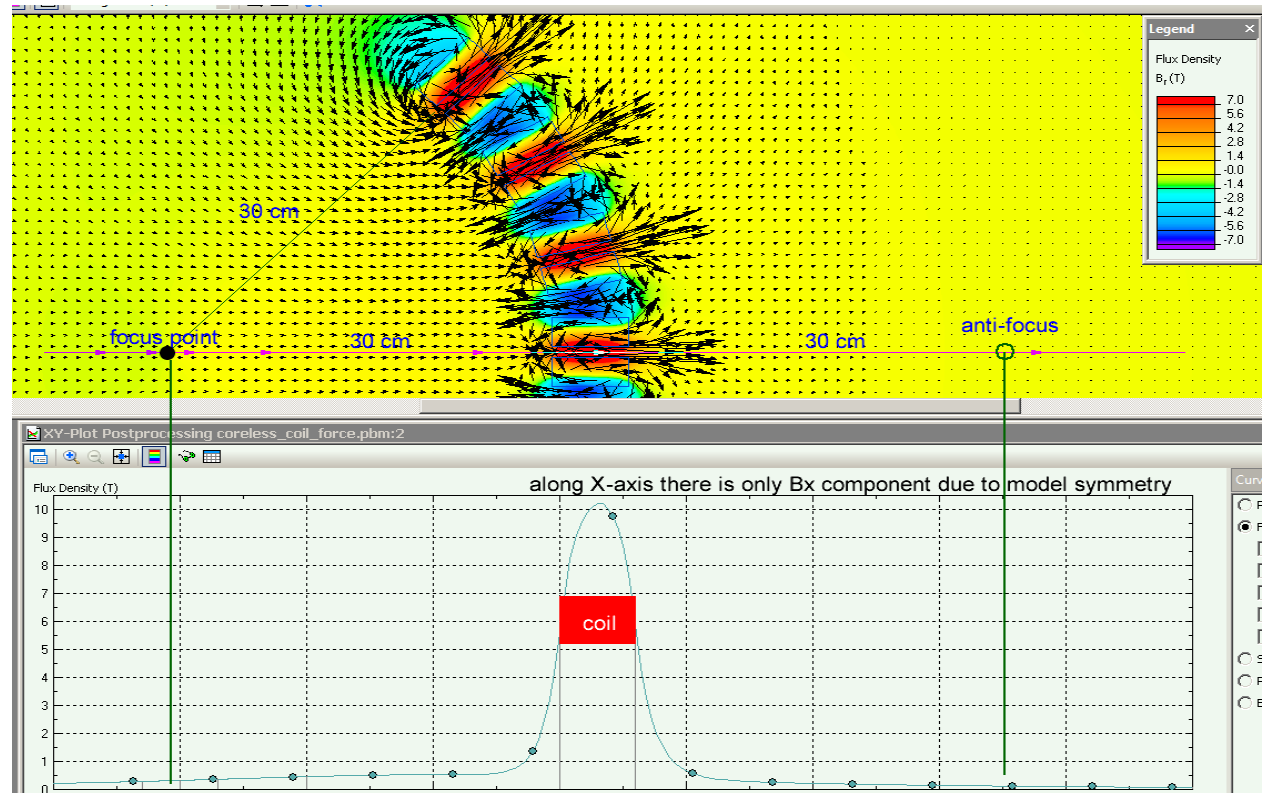 Legend
Flux Density
Br (T)
7.0
5.6
4.2
2.8
1.4
-0.0
-1.4
-2.8
-4.2
-5.6
-7.0
30 cm
focus point
30 cm
30 cm
anti-focus
XY-Plot Postprocessing coreless_coil_force.pbm:2
Flux Density (T)
along X-axis there is only Bx component due to model symmetry
10
9
8
7
6
5
4
3
2
1
0
coil